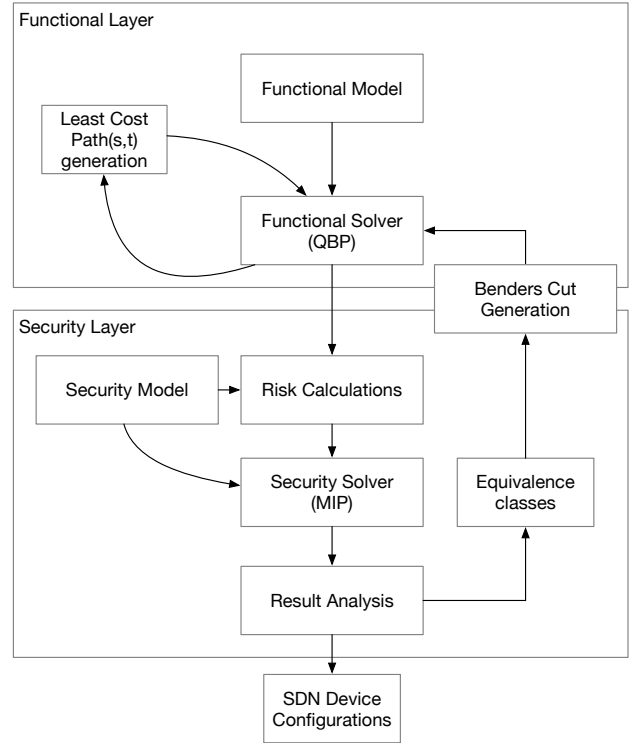 Functional Layer
Functional Model
Least Cost
Path(s,t)
generation
Functional Solver
(QBP)
Benders Cut
Generation
Security Layer
Security Model
Risk Calculations
Security Solver
(MIP)
Equivalence
classes
Result Analysis
SDN Device
Configurations